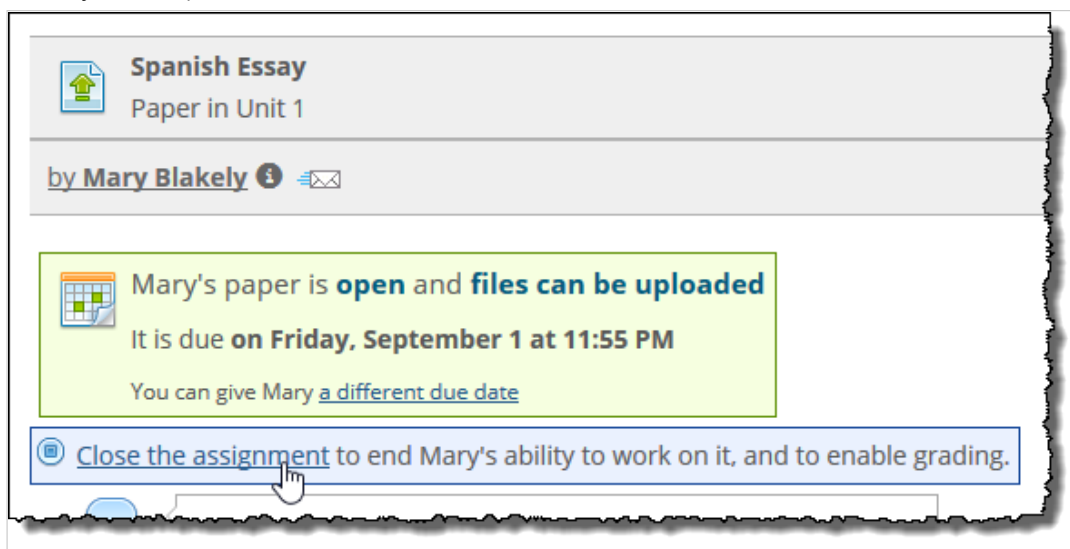 Spanish Essay
Paper in Unit 1
by Mary Blakely
Mary's paper is open and files can be uploaded
It is due on Friday, September 1 at 11:55 PM
You can give Mary a different due date
Close the assignment to end Mary's ability to work on it, and to enable grading.